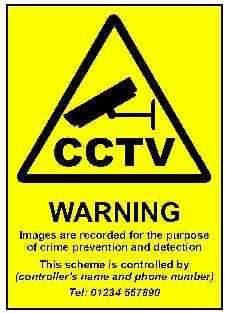 CCTV
WARNING
Images are recorded for the purpose
of crime prevention and detection
This scheme is controlled by
(controller's name and phone number)
Tel: 01234 567890